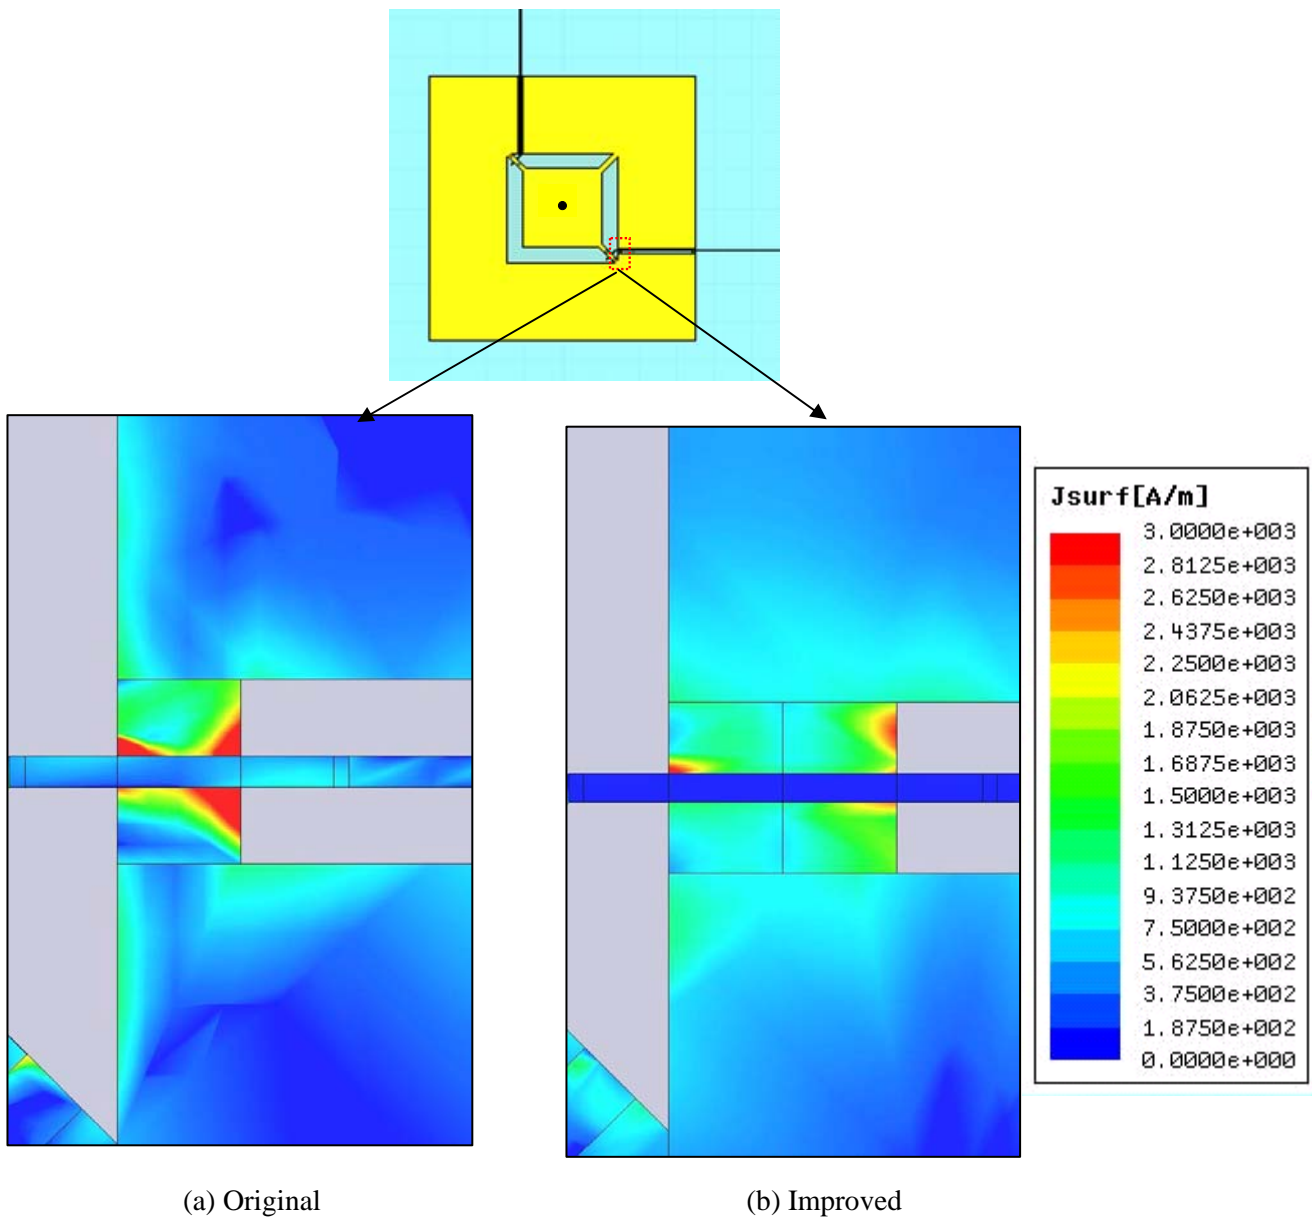 Jsurf[A/m]
3.0000e+003
2.8125e+003
2.6250e+003
2.4375e+003
2.2500e+003
2.0625e+003
1.8750e+003
1.6875e+003
1.5000e+003
1.3125e+003
1.1250e+003
9.3750e+002
7.5000e+002
5.6250e+002
3.7500e+002
1.8750e+002
0.0000e+000
(a) Original
(b) Improved